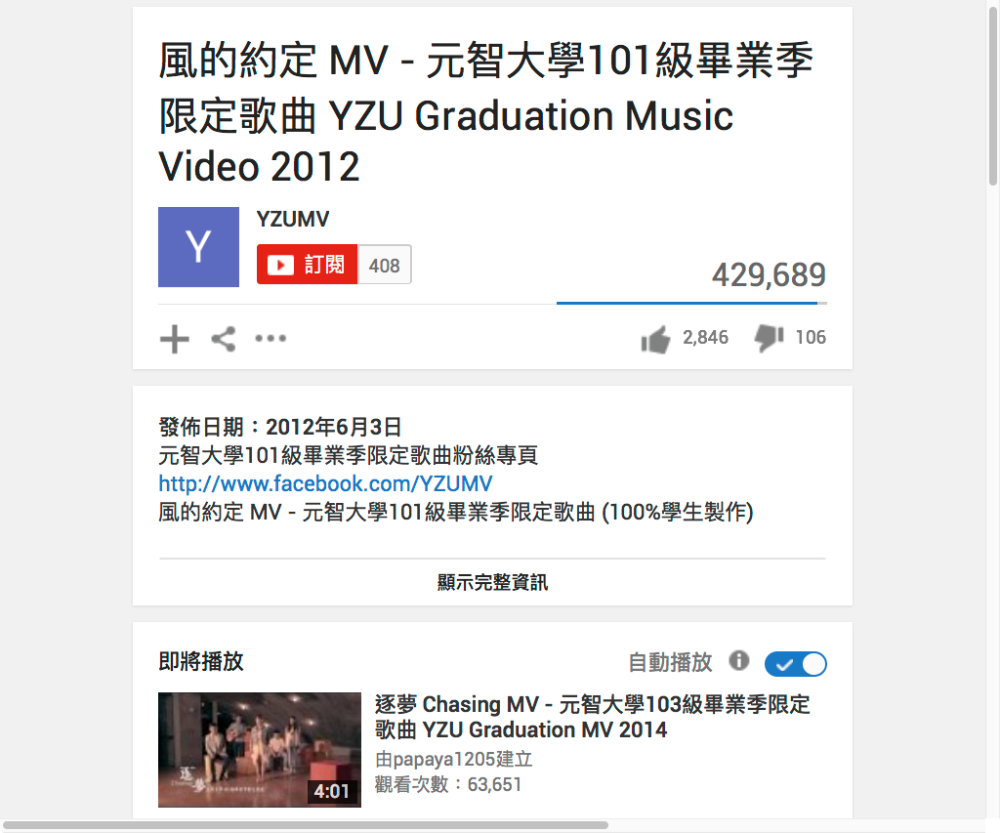 風的約定 MV - 元智大學101級畢業季
限定歌曲 YZU Graduation Music
Video 2012
Y
YZUMV
訂閱 408
429,689
2,846 106
發佈日期：2012年6月3日
元智大學101級畢業季限定歌曲粉絲專頁
http://www.facebook.com/YZUMV
風的約定 MV - 元智大學101級畢業季限定歌曲 (100%學生製作)
顯示完整資訊
即將播放
自動播放
逐夢 Chasing MV - 元智大學103級畢業季限定
歌曲 YZU Graduation MV 2014
由papaya1205建立
觀看次數：63,651
逐夢
4:01